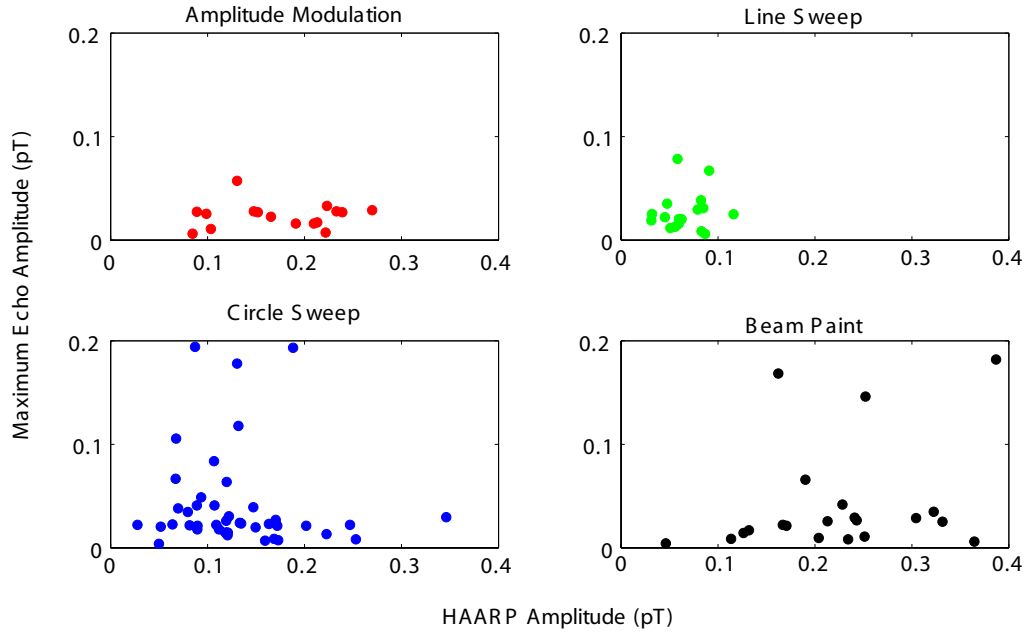 Amplitude Modulation
Line Sweep
0.2
0.1
0
0 0.1 0.2 0.3 0.4
0.2
0.1
0
0 0.1 0.2 0.3 0.4
Maximum Echo Amplitude (pT)
Circle Sweep
Beam Paint
0.2
0.1
0
0 0.1 0.2 0.3 0.4
0.2
0.1
0
0 0.1 0.2 0.3 0.4
HAARP Amplitude (pT)